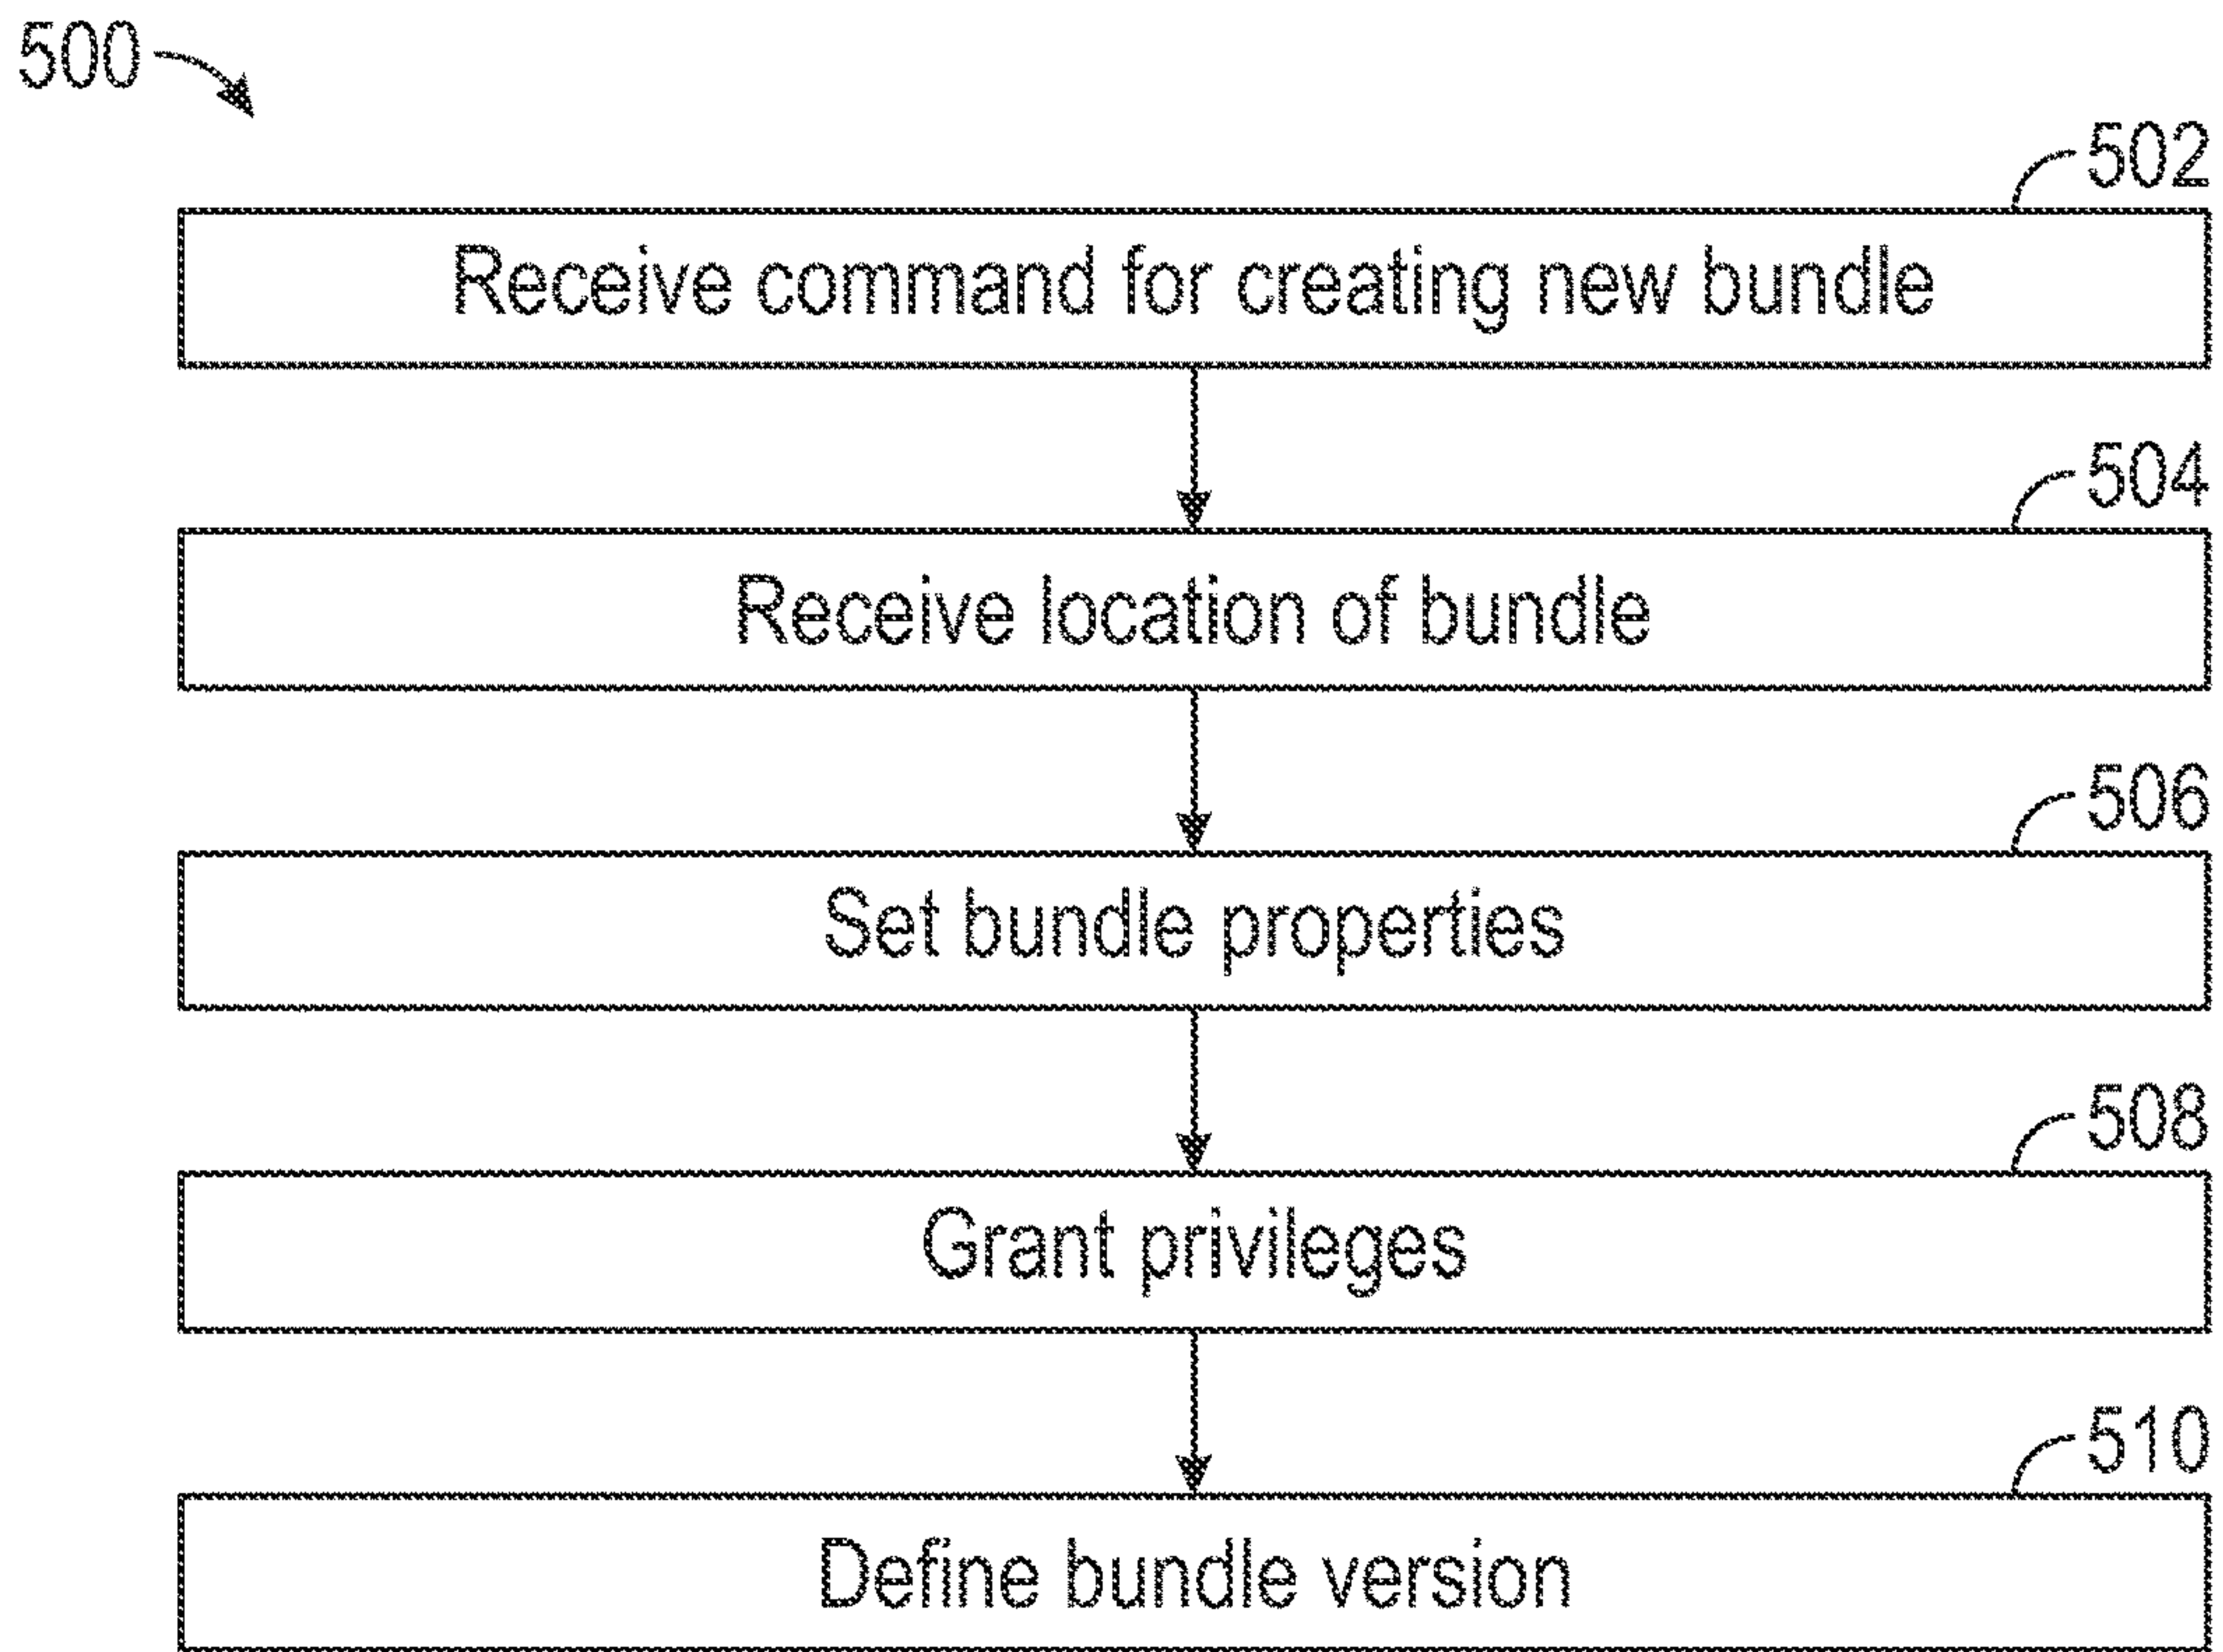 500
502
Receive command for creating new bundle
504
Receive location of bundle
506
Set bundle properties
508
Grant privileges
510
Define bundle version